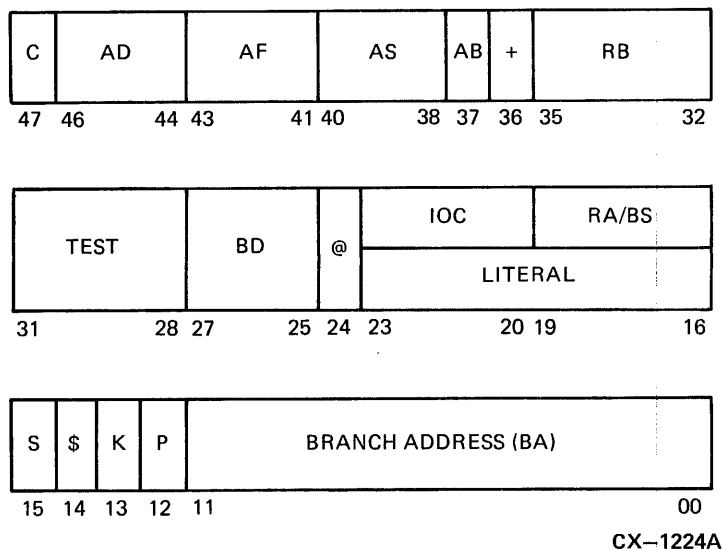 C AD AF AS AB + RB
47 46 44 43 41 40 38 37 36 35 32
TEST BD @ IOC RA/BS
LITERAL
31 28 27 25 24 23 20 19 16
S $ K P BRANCH ADDRESS (BA)
15 14 13 12 11 00
CX–1224A